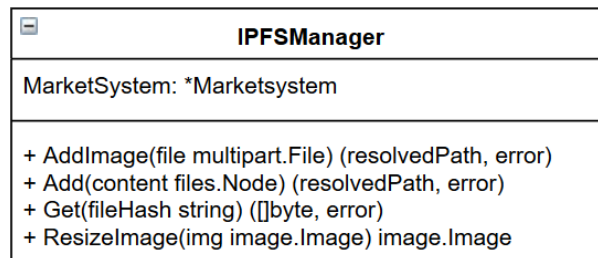 IPFSManager
MarketSystem: *Marketsystem
+ AddImage(file multipart.File) (resolvedPath, error)
+ Add(content files.Node) (resolvedPath, error)
+ Get(fileHash string) ([]byte, error)
+ ResizeImage(img image.Image) image.Image